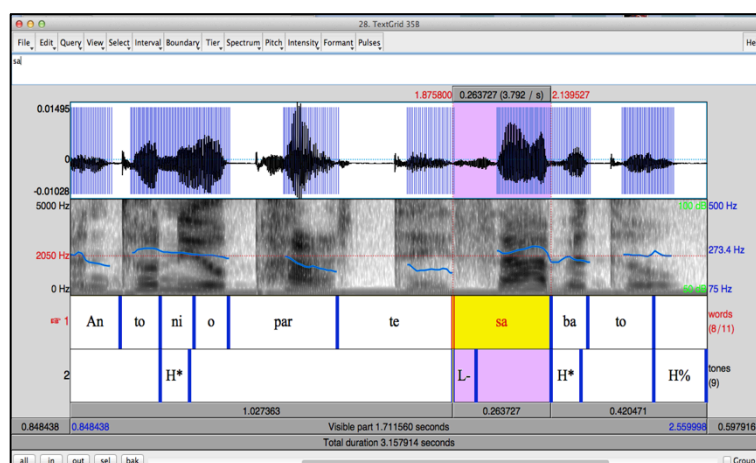 28. TextGrid 35B
File Edit Query View Select Interval Boundary Tier Spectrum Pitch Intensity Formant Pulses He
sa
1.875800 0.263727 (3.792 / s) 2.139527
0.01495
0
-0.01028
5000 Hz 100 dB 500 Hz
2050 Hz 273.4 Hz
0 Hz 75 Hz
1 An to ni o par te sa ba to words (8/11)
2 H* L- H* H% tones (9)
1.027363 0.263727 0.420471
0.848438 0.848438 Visible part 1.711560 seconds 2.559998 0.597916
Total duration 3.157914 seconds
all in out sel bak Group